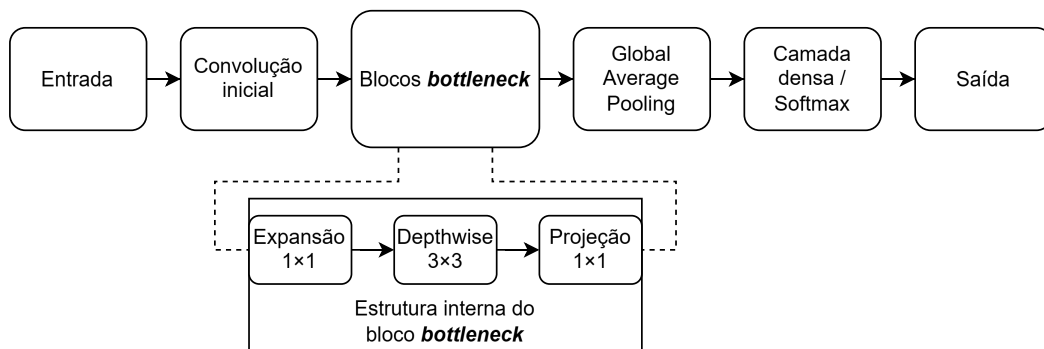 Entrada
Convolução
inicial
Blocos bottleneck
Global
Average
Pooling
Camada
densa /
Softmax
Saída
Expansão
1×1
Depthwise
3×3
Projeção
1×1
Estrutura interna do
bloco bottleneck